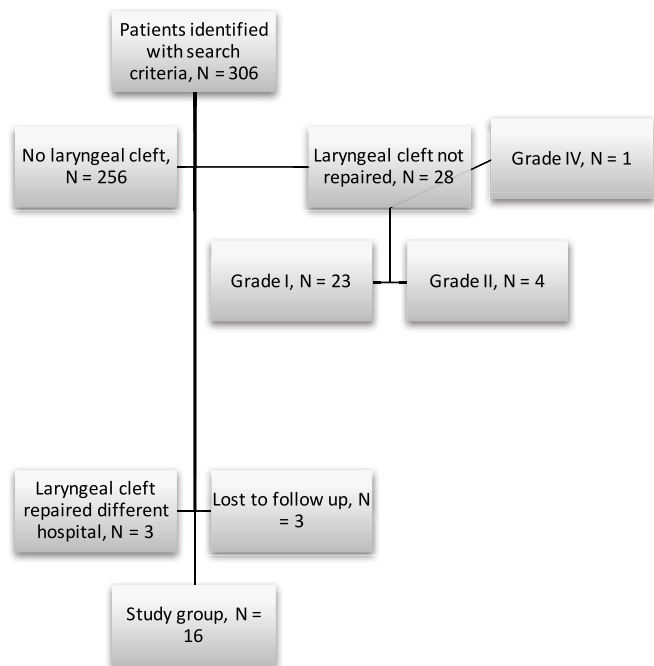 Patients identified
with search
criteria, N = 306
No laryngeal cleft,
N = 256
Laryngeal cleft not
repaired, N = 28
Grade IV, N = 1
Grade I, N = 23
Grade II, N = 4
Laryngeal cleft
repaired different
hospital, N = 3
Lost to follow up, N
= 3
Study group, N =
16